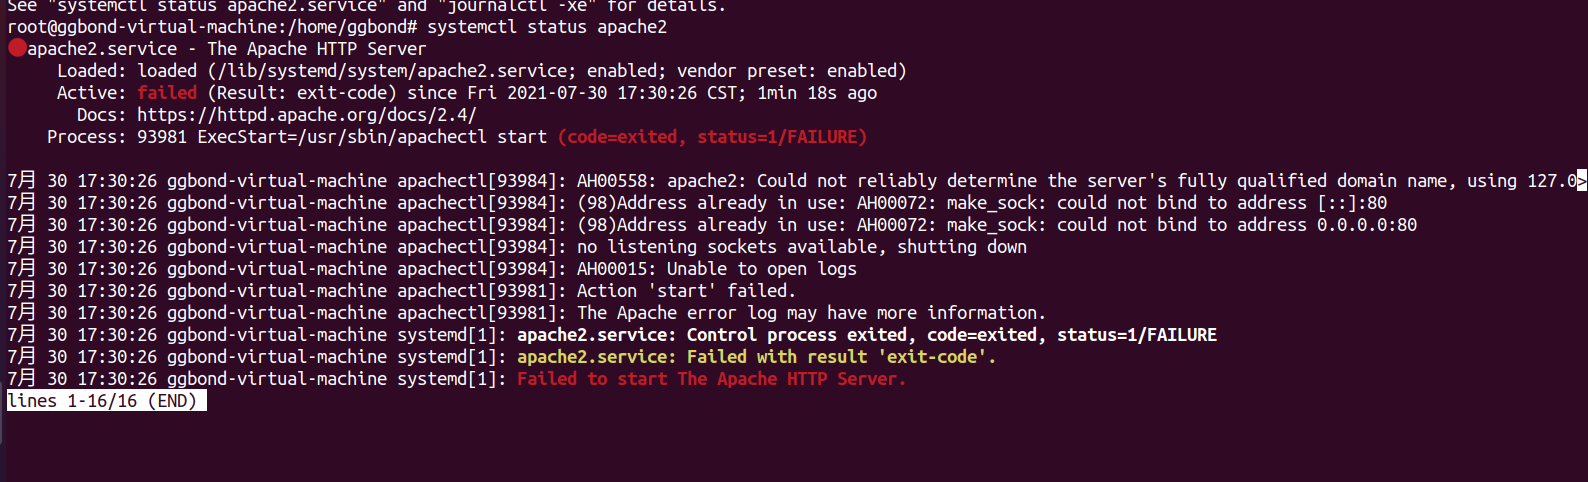 See "systemctl status apache2.service" and "journalctl -xe" for details.
root@ggbond-virtual-machine:/home/ggbond# systemctl status apache2
apache2.service - The Apache HTTP Server
Loaded: loaded (/lib/systemd/system/apache2.service; enabled; vendor preset: enabled)
Active: failed (Result: exit-code) since Fri 2021-07-30 17:30:26 CST; 1min 18s ago
Docs: https://httpd.apache.org/docs/2.4/
Process: 93981 ExecStart=/usr/sbin/apachectl start (code=exited, status=1/FAILURE)
7月 30 17:30:26 ggbond-virtual-machine apachectl[93984]: AH00558: apache2: Could not reliably determine the server's fully qualified domain name, using 127.0>
7月 30 17:30:26 ggbond-virtual-machine apachectl[93984]: (98)Address already in use: AH00072: make_sock: could not bind to address [::]:80
7月 30 17:30:26 ggbond-virtual-machine apachectl[93984]: (98)Address already in use: AH00072: make_sock: could not bind to address 0.0.0.0:80
7月 30 17:30:26 ggbond-virtual-machine apachectl[93984]: no listening sockets available, shutting down
7月 30 17:30:26 ggbond-virtual-machine apachectl[93984]: AH00015: Unable to open logs
7月 30 17:30:26 ggbond-virtual-machine apachectl[93981]: Action 'start' failed.
7月 30 17:30:26 ggbond-virtual-machine apachectl[93981]: The Apache error log may have more information.
7月 30 17:30:26 ggbond-virtual-machine systemd[1]: apache2.service: Control process exited, code=exited, status=1/FAILURE
7月 30 17:30:26 ggbond-virtual-machine systemd[1]: apache2.service: Failed with result 'exit-code'.
7月 30 17:30:26 ggbond-virtual-machine systemd[1]: Failed to start The Apache HTTP Server.
lines 1-16/16 (END)